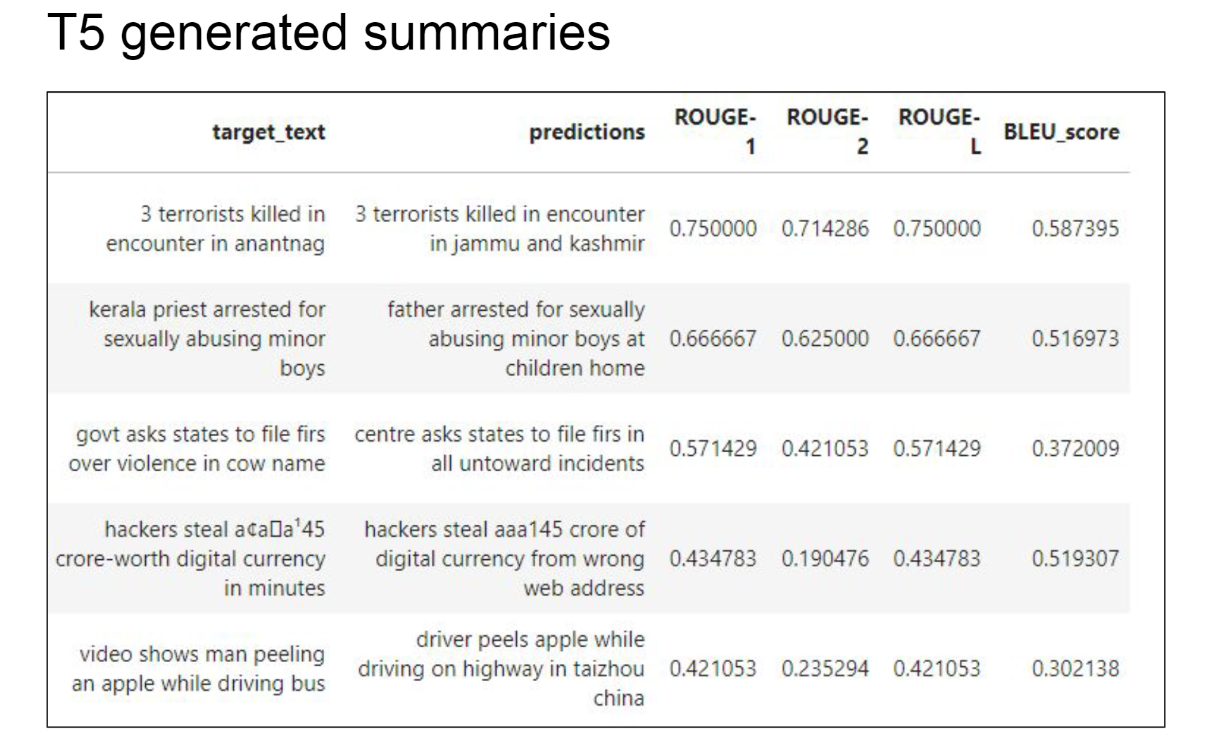 T5 generated summaries
target_text predictions ROUGE-1 ROUGE-2 ROUGE-L BLEU_score
3 terrorists killed in encounter in anantnag 3 terrorists killed in encounter in jammu and kashmir 0.750000 0.714286 0.750000 0.587395
kerala priest arrested for sexually abusing minor boys father arrested for sexually abusing minor boys at children home 0.666667 0.625000 0.666667 0.516973
govt asks states to file firs over violence in cow name centre asks states to file firs in all untoward incidents 0.571429 0.421053 0.571429 0.372009
hackers steal a¢a▯a¹45 crore-worth digital currency in minutes hackers steal aaa145 crore of digital currency from wrong web address 0.434783 0.190476 0.434783 0.519307
video shows man peeling an apple while driving bus driver peels apple while driving on highway in taizhou china 0.421053 0.235294 0.421053 0.302138